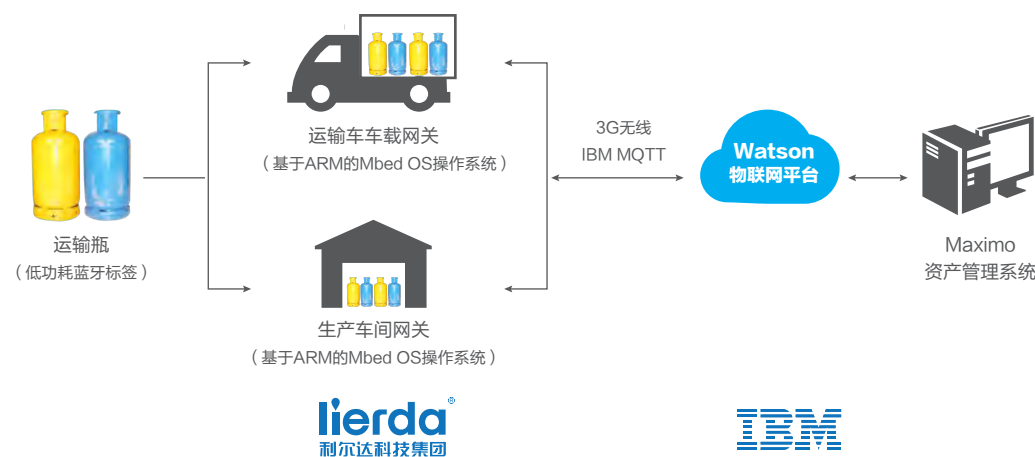 运输瓶
（低功耗蓝牙标签）
运输车车载网关
（基于ARM的Mbed OS操作系统）
生产车间网关
（基于ARM的Mbed OS操作系统）
3G无线
IBM MQTT
Watson
物联网平台
Maximo
资产管理系统
lierda®
利尔达科技集团
IBM